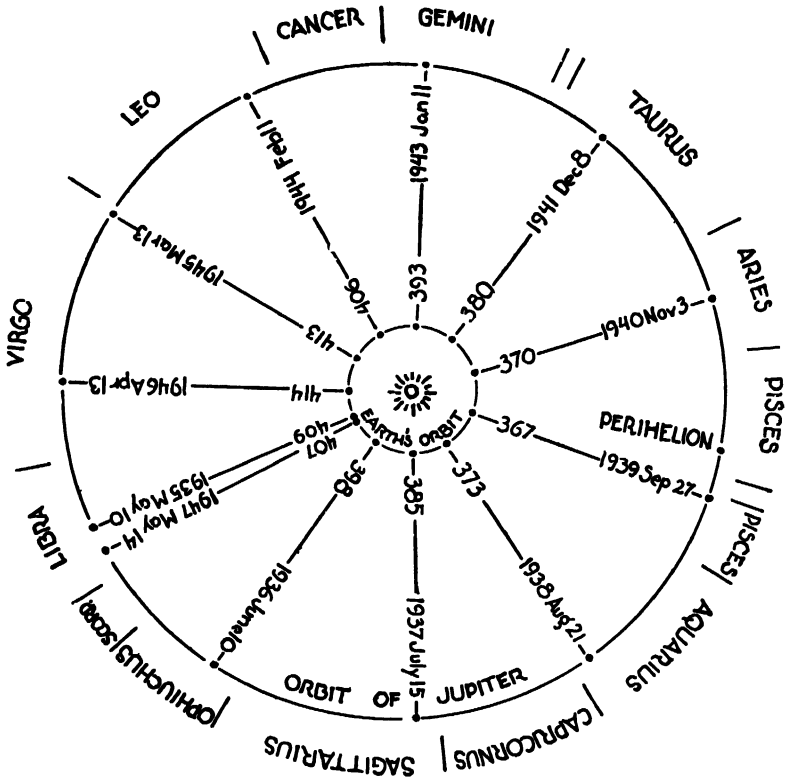 CANCER
GEMINI
TAURUS
ARIES
PISCES
PISCES
AQUARIUS
CAPRICORNUS
SAGITTARIUS
OPHIUCHUS
SCORP.
LIBRA
VIRGO
LEO
1943 Jan 11
393
1941 Dec 8
380
1940 Nov 3
370
PERIHELION
1939 Sep 27
367
1938 Aug 21
373
1937 July 15
385
1936 June 10
398
1947 May 14
407
1935 May 10
409
1946 Apr 13
414
1945 Mar 13
413
1944 Feb 11
406
EARTH'S ORBIT
ORBIT OF JUPITER